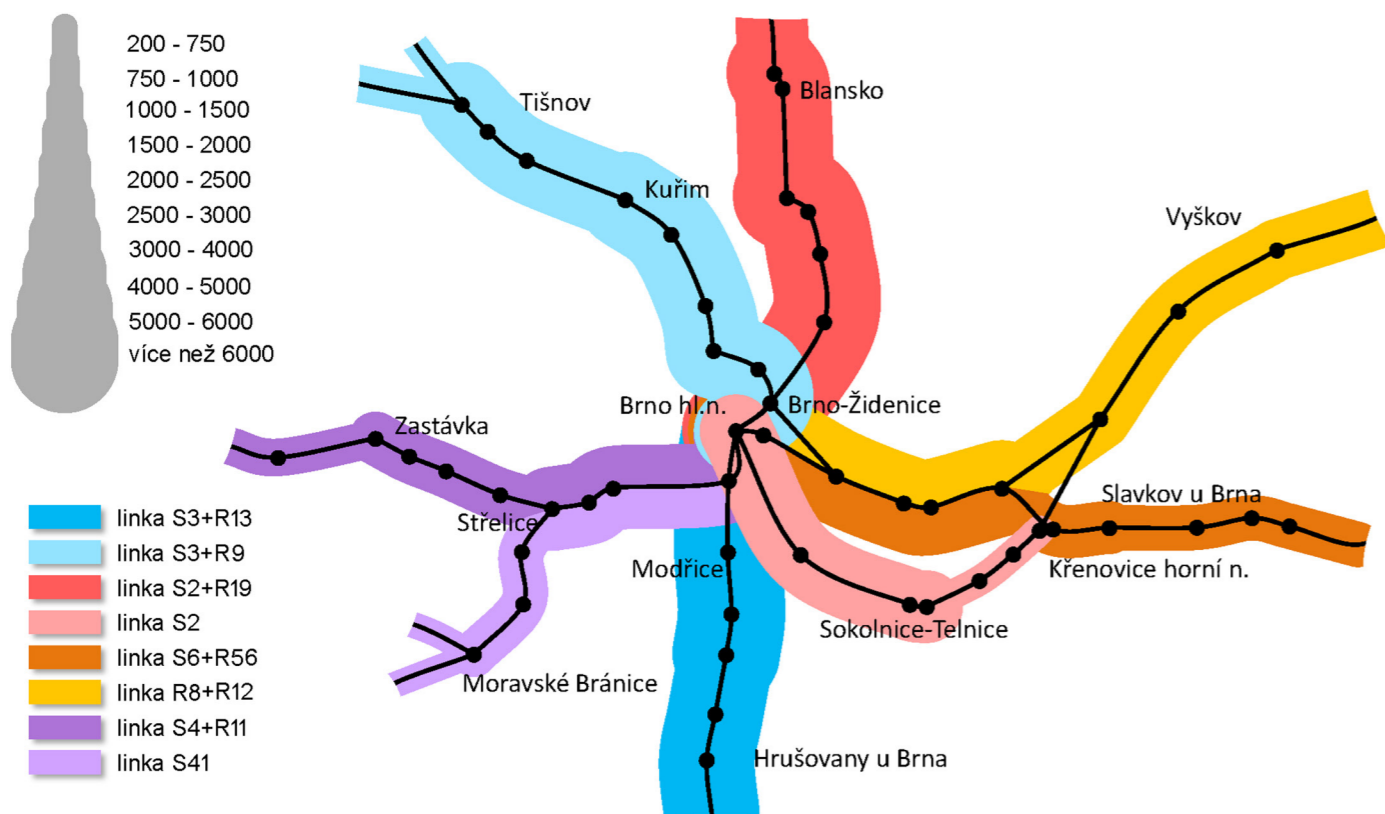 200 - 750
750 - 1000
1000 - 1500
1500 - 2000
2000 - 2500
2500 - 3000
3000 - 4000
4000 - 5000
5000 - 6000
více než 6000
Tišnov
Blansko
Kuřim
Vyškov
Brno hl.n.
Brno-Židenice
Zastávka
Střelice
Slavkov u Brna
Modřice
Křenovice horní n.
Sokolnice-Telnice
Moravské Bránice
Hrušovany u Brna
linka S3+R13
linka S3+R9
linka S2+R19
linka S2
linka S6+R56
linka R8+R12
linka S4+R11
linka S41